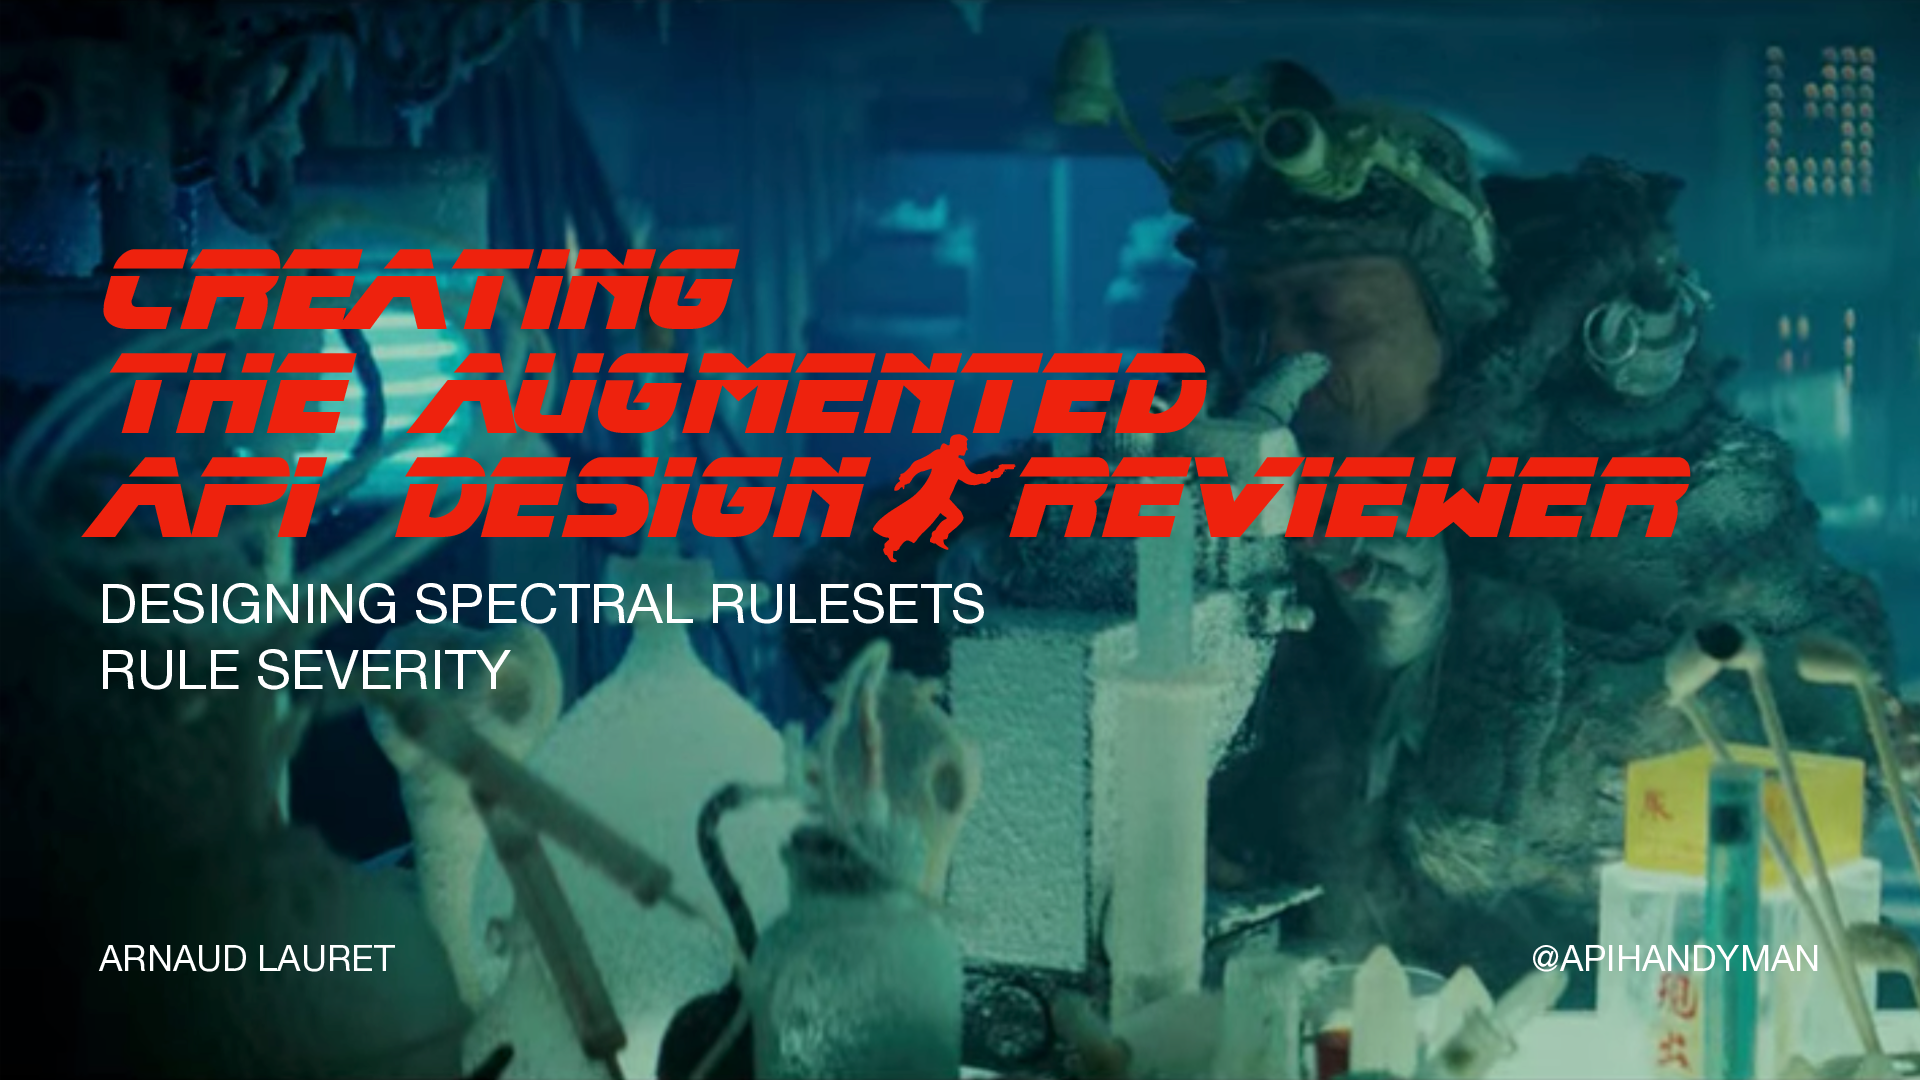 CREATING
THE AUGMENTED
API DESIGN REVIEWER
DESIGNING SPECTRAL RULESETS
RULE SEVERITY
ARNAUD LAURET
@APIHANDYMAN